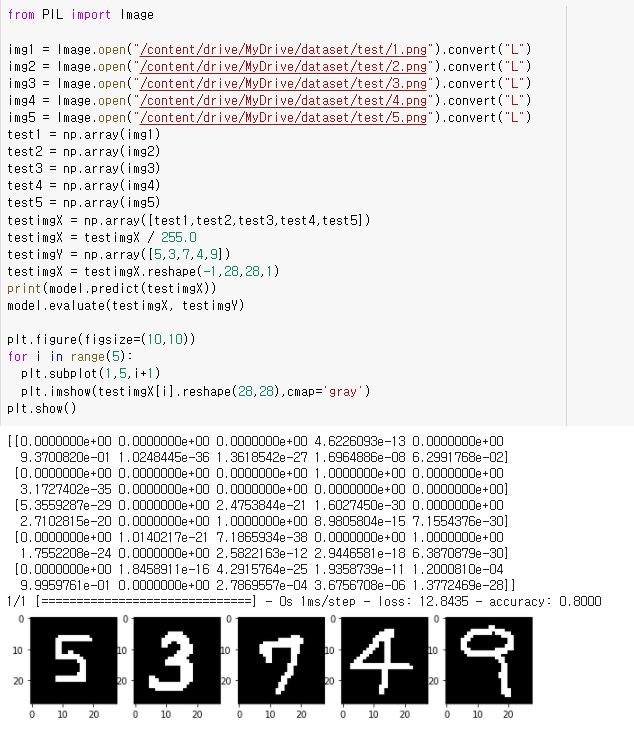 from PIL import Image
img1 = Image.open("/content/drive/MyDrive/dataset/test/1.png").convert("L")
img2 = Image.open("/content/drive/MyDrive/dataset/test/2.png").convert("L")
img3 = Image.open("/content/drive/MyDrive/dataset/test/3.png").convert("L")
img4 = Image.open("/content/drive/MyDrive/dataset/test/4.png").convert("L")
img5 = Image.open("/content/drive/MyDrive/dataset/test/5.png").convert("L")
test1 = np.array(img1)
test2 = np.array(img2)
test3 = np.array(img3)
test4 = np.array(img4)
test5 = np.array(img5)
testimgX = np.array([test1,test2,test3,test4,test5])
testimgX = testimgX / 255.0
testimgY = np.array([5,3,7,4,9])
testimgX = testimgX.reshape(-1,28,28,1)
print(model.predict(testimgX))
model.evaluate(testimgX, testimgY)
plt.figure(figsize=(10,10))
for i in range(5):
  plt.subplot(1,5,i+1)
  plt.imshow(testimgX[i].reshape(28,28),cmap='gray')
plt.show()
[[0.0000000e+00 0.0000000e+00 0.0000000e+00 4.6226093e-13 0.0000000e+00
  9.3700820e-01 1.0248445e-36 1.3618542e-27 1.6964886e-08 6.2991768e-02]
 [0.0000000e+00 0.0000000e+00 0.0000000e+00 1.0000000e+00 0.0000000e+00
  3.1727402e-35 0.0000000e+00 0.0000000e+00 0.0000000e+00 0.0000000e+00]
 [5.3559287e-29 0.0000000e+00 2.4753844e-21 1.6027450e-30 0.0000000e+00
  2.7102815e-20 0.0000000e+00 1.0000000e+00 8.9805804e-15 7.1554376e-30]
 [0.0000000e+00 1.0140217e-21 7.1865934e-38 0.0000000e+00 1.0000000e+00
  1.7552208e-24 0.0000000e+00 2.5822163e-12 2.9446581e-18 6.3870879e-30]
 [0.0000000e+00 1.8458911e-16 4.2915764e-25 1.9358739e-11 1.2000810e-04
  9.9959761e-01 0.0000000e+00 2.7869557e-04 3.6756708e-06 1.3772469e-28]]
1/1 [==============================] - 0s 1ms/step - loss: 12.8435 - accuracy: 0.8000
0 0 0 0 0
10 10 10 10 10
20 20 20 20 20
5 3 7 4 9
0 10 20 0 10 20 0 10 20 0 10 20 0 10 20